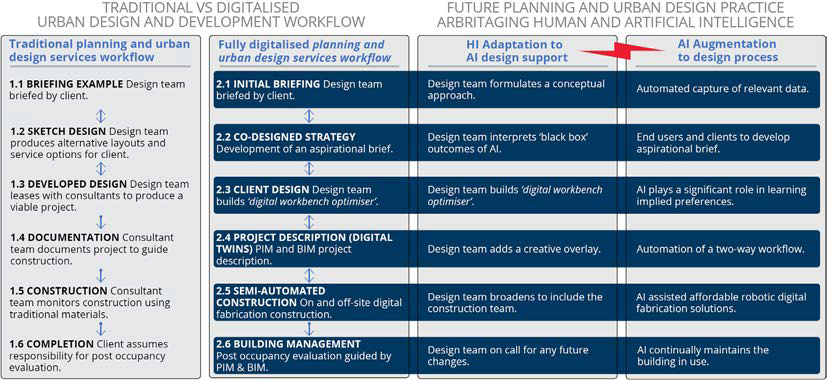 TRADITIONAL VS DIGITALISED
URBAN DESIGN AND DEVELOPMENT WORKFLOW
FUTURE PLANNING AND URBAN DESIGN PRACTICE
ARBRITAGING HUMAN AND ARTIFICIAL INTELLIGENCE
Traditional planning and urban
design services workflow
1.1 BRIEFING EXAMPLE Design team
briefed by client.
1.2 SKETCH DESIGN Design team
produces alternative layouts and
service options for client.
1.3 DEVELOPED DESIGN Design team
leases with consultants to produce a
viable project.
1.4 DOCUMENTATION Consultant
team documents project to guide
construction.
1.5 CONSTRUCTION Consultant
team monitors construction using
traditional materials.
1.6 COMPLETION Client assumes
responsibility for post occupancy
evaluation.
Fully digitalised planning and
urban design services workflow
2.1 INITIAL BRIEFING Design team
briefed by client.
2.2 CO-DESIGNED STRATEGY
Development of an aspirational brief.
2.3 CLIENT DESIGN Design team
builds ‘digital workbench optimiser’.
2.4 PROJECT DESCRIPTION (DIGITAL
TWINS) PIM and BIM project
description.
2.5 SEMI-AUTOMATED
CONSTRUCTION On and off-site digital
fabrication construction.
2.6 BUILDING MANAGEMENT
Post occupancy evaluation guided by
PIM & BIM.
HI Adaptation to
AI design support
Design team formulates a conceptual
approach.
Design team interprets ‘black box’
outcomes of AI.
Design team builds ‘digital workbench
optimiser’.
Design team adds a creative overlay.
Design team broadens to include the
construction team.
Design team on call for any future
changes.
AI Augmentation
to design process
Automated capture of relevant data.
End users and clients to develop
aspirational brief.
AI plays a significant role in learning
implied preferences.
Automation of a two-way workflow.
AI assisted affordable robotic digital
fabrication solutions.
AI continually maintains the
building in use.